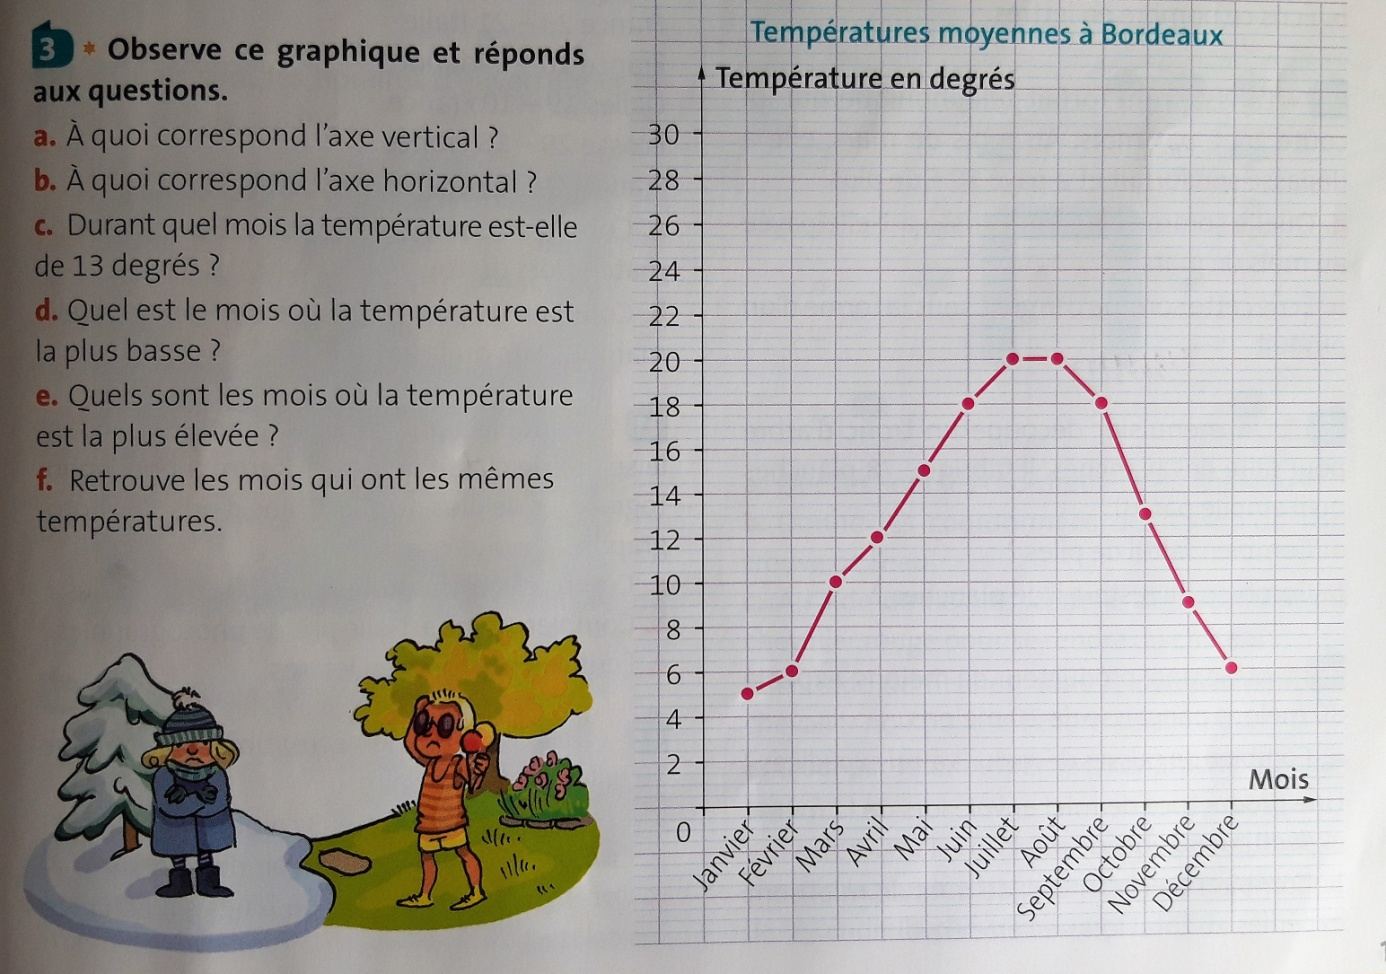 3 * Observe ce graphique et réponds
aux questions.
a. À quoi correspond l'axe vertical ?
b. À quoi correspond l'axe horizontal ?
c. Durant quel mois la température est-elle
de 13 degrés ?
d. Quel est le mois où la température est
la plus basse ?
e. Quels sont les mois où la température
est la plus élevée ?
f. Retrouve les mois qui ont les mêmes
températures.
Températures moyennes à Bordeaux
Température en degrés
30
28
26
24
22
20
18
16
14
12
10
8
6
4
2
0
Mois
Janvier
Février
Mars
Avril
Mai
Juin
Juillet
Août
Septembre
Octobre
Novembre
Décembre